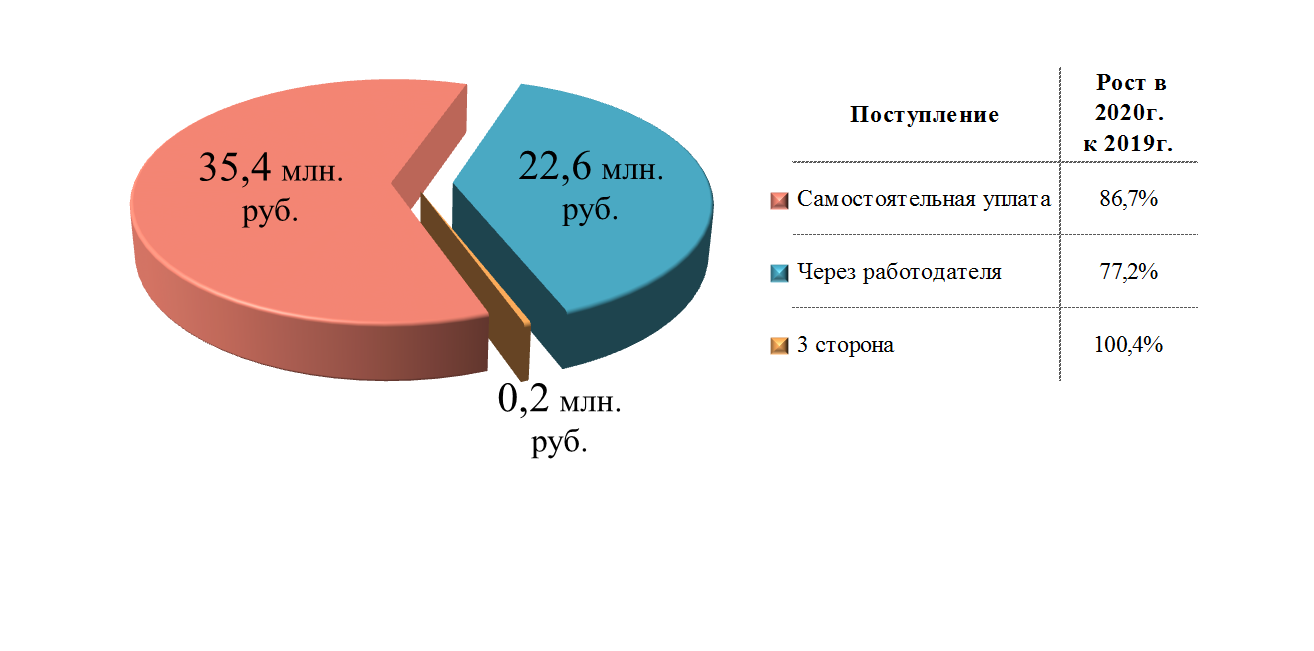 35,4 млн.
руб.
22,6 млн.
руб.
0,2 млн.
руб.
Поступление
Рост в
2020г.
к 2019г.
Самостоятельная уплата
86,7%
Через работодателя
77,2%
3 сторона
100,4%